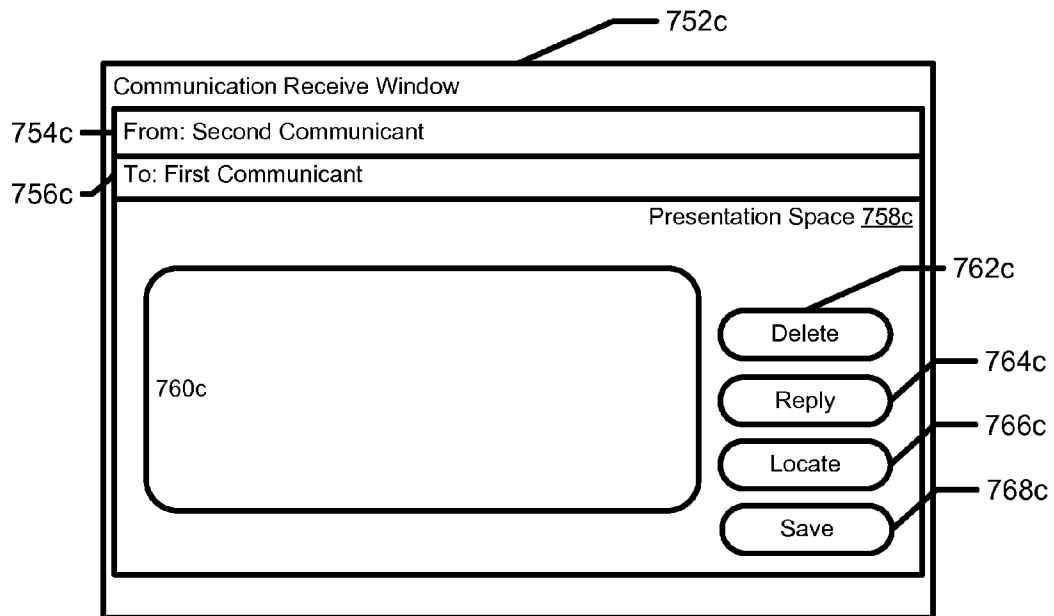 752c
Communication Receive Window
754c
From: Second Communicant
756c
To: First Communicant
Presentation Space 758c
762c
Delete
764c
760c
Reply
766c
Locate
768c
Save